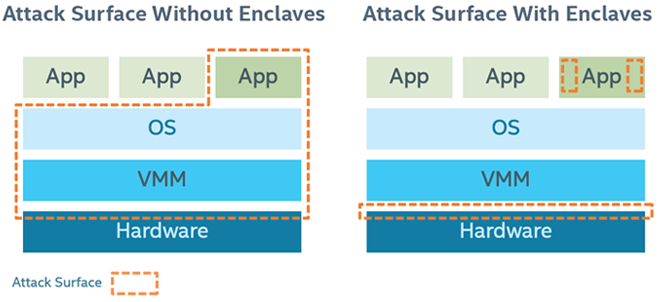 Attack Surface Without Enclaves
App App App
OS
VMM
Hardware
Attack Surface With Enclaves
App App App
OS
VMM
Hardware
Attack Surface